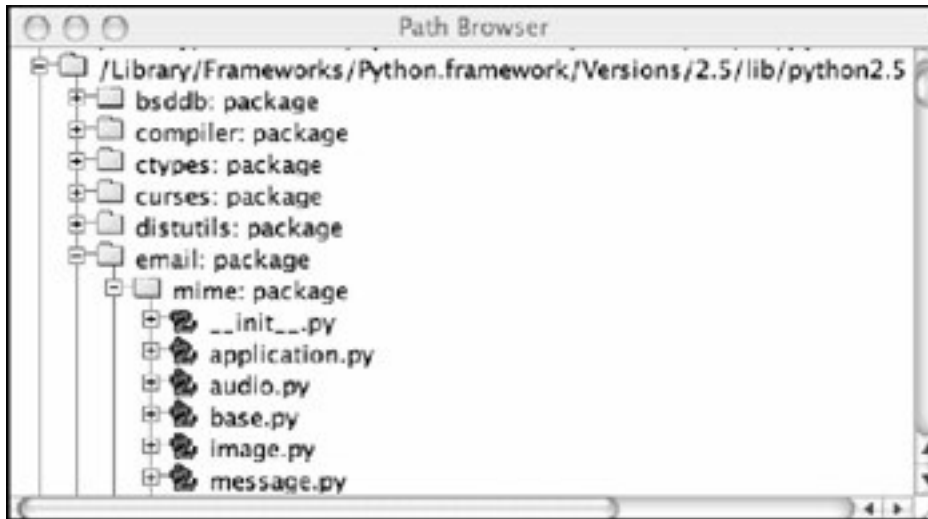 Path Browser
/Library/Frameworks/Python.framework/Versions/2.5/lib/python2.5
bsddb: package
compiler: package
ctypes: package
curses: package
distutils: package
email: package
mime: package
__init__.py
application.py
audio.py
base.py
image.py
message.py